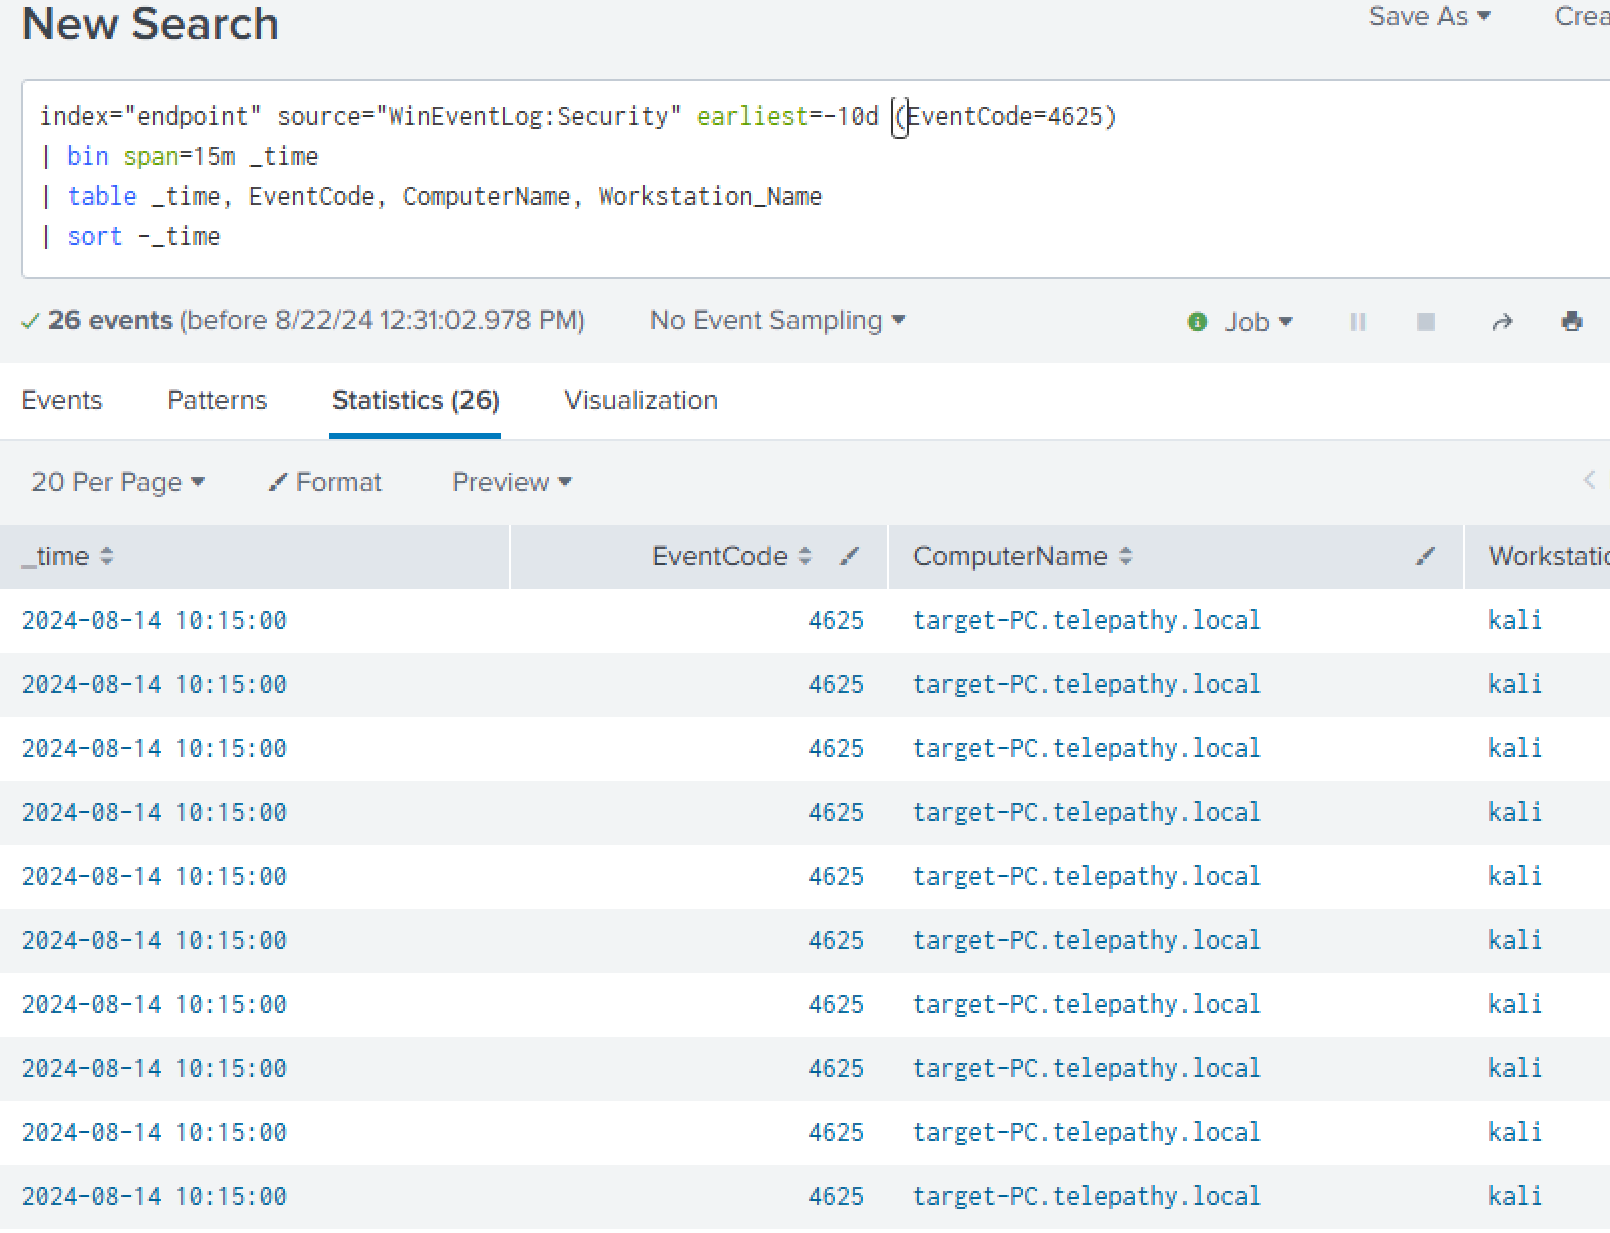 New Search
Save As
Crea
index="endpoint" source="WinEventLog:Security" earliest=-10d (EventCode=4625)
| bin span=15m _time
| table _time, EventCode, ComputerName, Workstation_Name
| sort -_time
26 events (before 8/22/24 12:31:02.978 PM)
No Event Sampling
Job
Events
Patterns
Statistics (26)
Visualization
20 Per Page
Format
Preview
_time EventCode ComputerName Workstatio
2024-08-14 10:15:00 4625 target-PC.telepathy.local kali
2024-08-14 10:15:00 4625 target-PC.telepathy.local kali
2024-08-14 10:15:00 4625 target-PC.telepathy.local kali
2024-08-14 10:15:00 4625 target-PC.telepathy.local kali
2024-08-14 10:15:00 4625 target-PC.telepathy.local kali
2024-08-14 10:15:00 4625 target-PC.telepathy.local kali
2024-08-14 10:15:00 4625 target-PC.telepathy.local kali
2024-08-14 10:15:00 4625 target-PC.telepathy.local kali
2024-08-14 10:15:00 4625 target-PC.telepathy.local kali
2024-08-14 10:15:00 4625 target-PC.telepathy.local kali